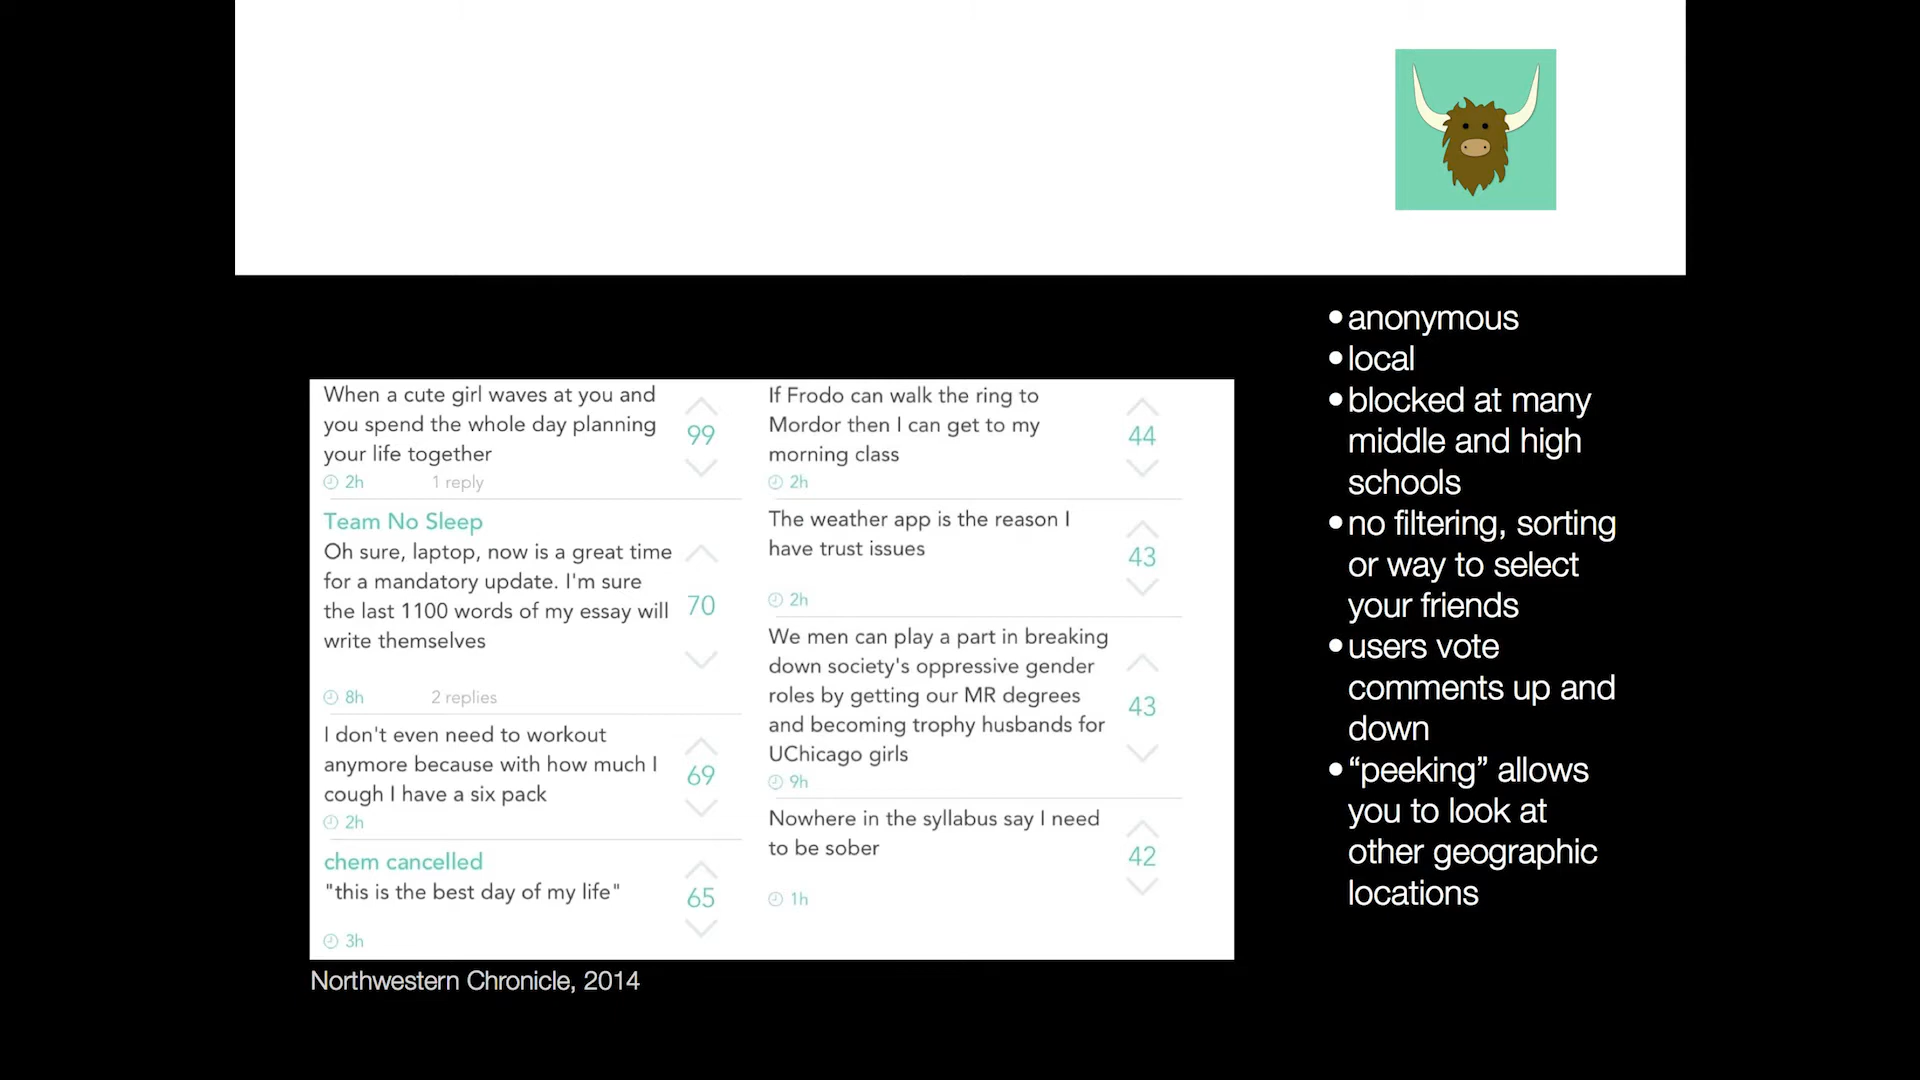 When a cute girl waves at you and
you spend the whole day planning
your life together
99
2h 1 reply
Team No Sleep
Oh sure, laptop, now is a great time
for a mandatory update. I'm sure
the last 1100 words of my essay will
write themselves
70
8h 2 replies
I don't even need to workout
anymore because with how much I
cough I have a six pack
69
2h
chem cancelled
"this is the best day of my life"
65
3h
If Frodo can walk the ring to
Mordor then I can get to my
morning class
44
2h
The weather app is the reason I
have trust issues
43
2h
We men can play a part in breaking
down society's oppressive gender
roles by getting our MR degrees
and becoming trophy husbands for
UChicago girls
43
9h
Nowhere in the syllabus say I need
to be sober
42
1h
Northwestern Chronicle, 2014
•anonymous
•local
•blocked at many
middle and high
schools
•no filtering, sorting
or way to select
your friends
•users vote
comments up and
down
•“peeking” allows
you to look at
other geographic
locations